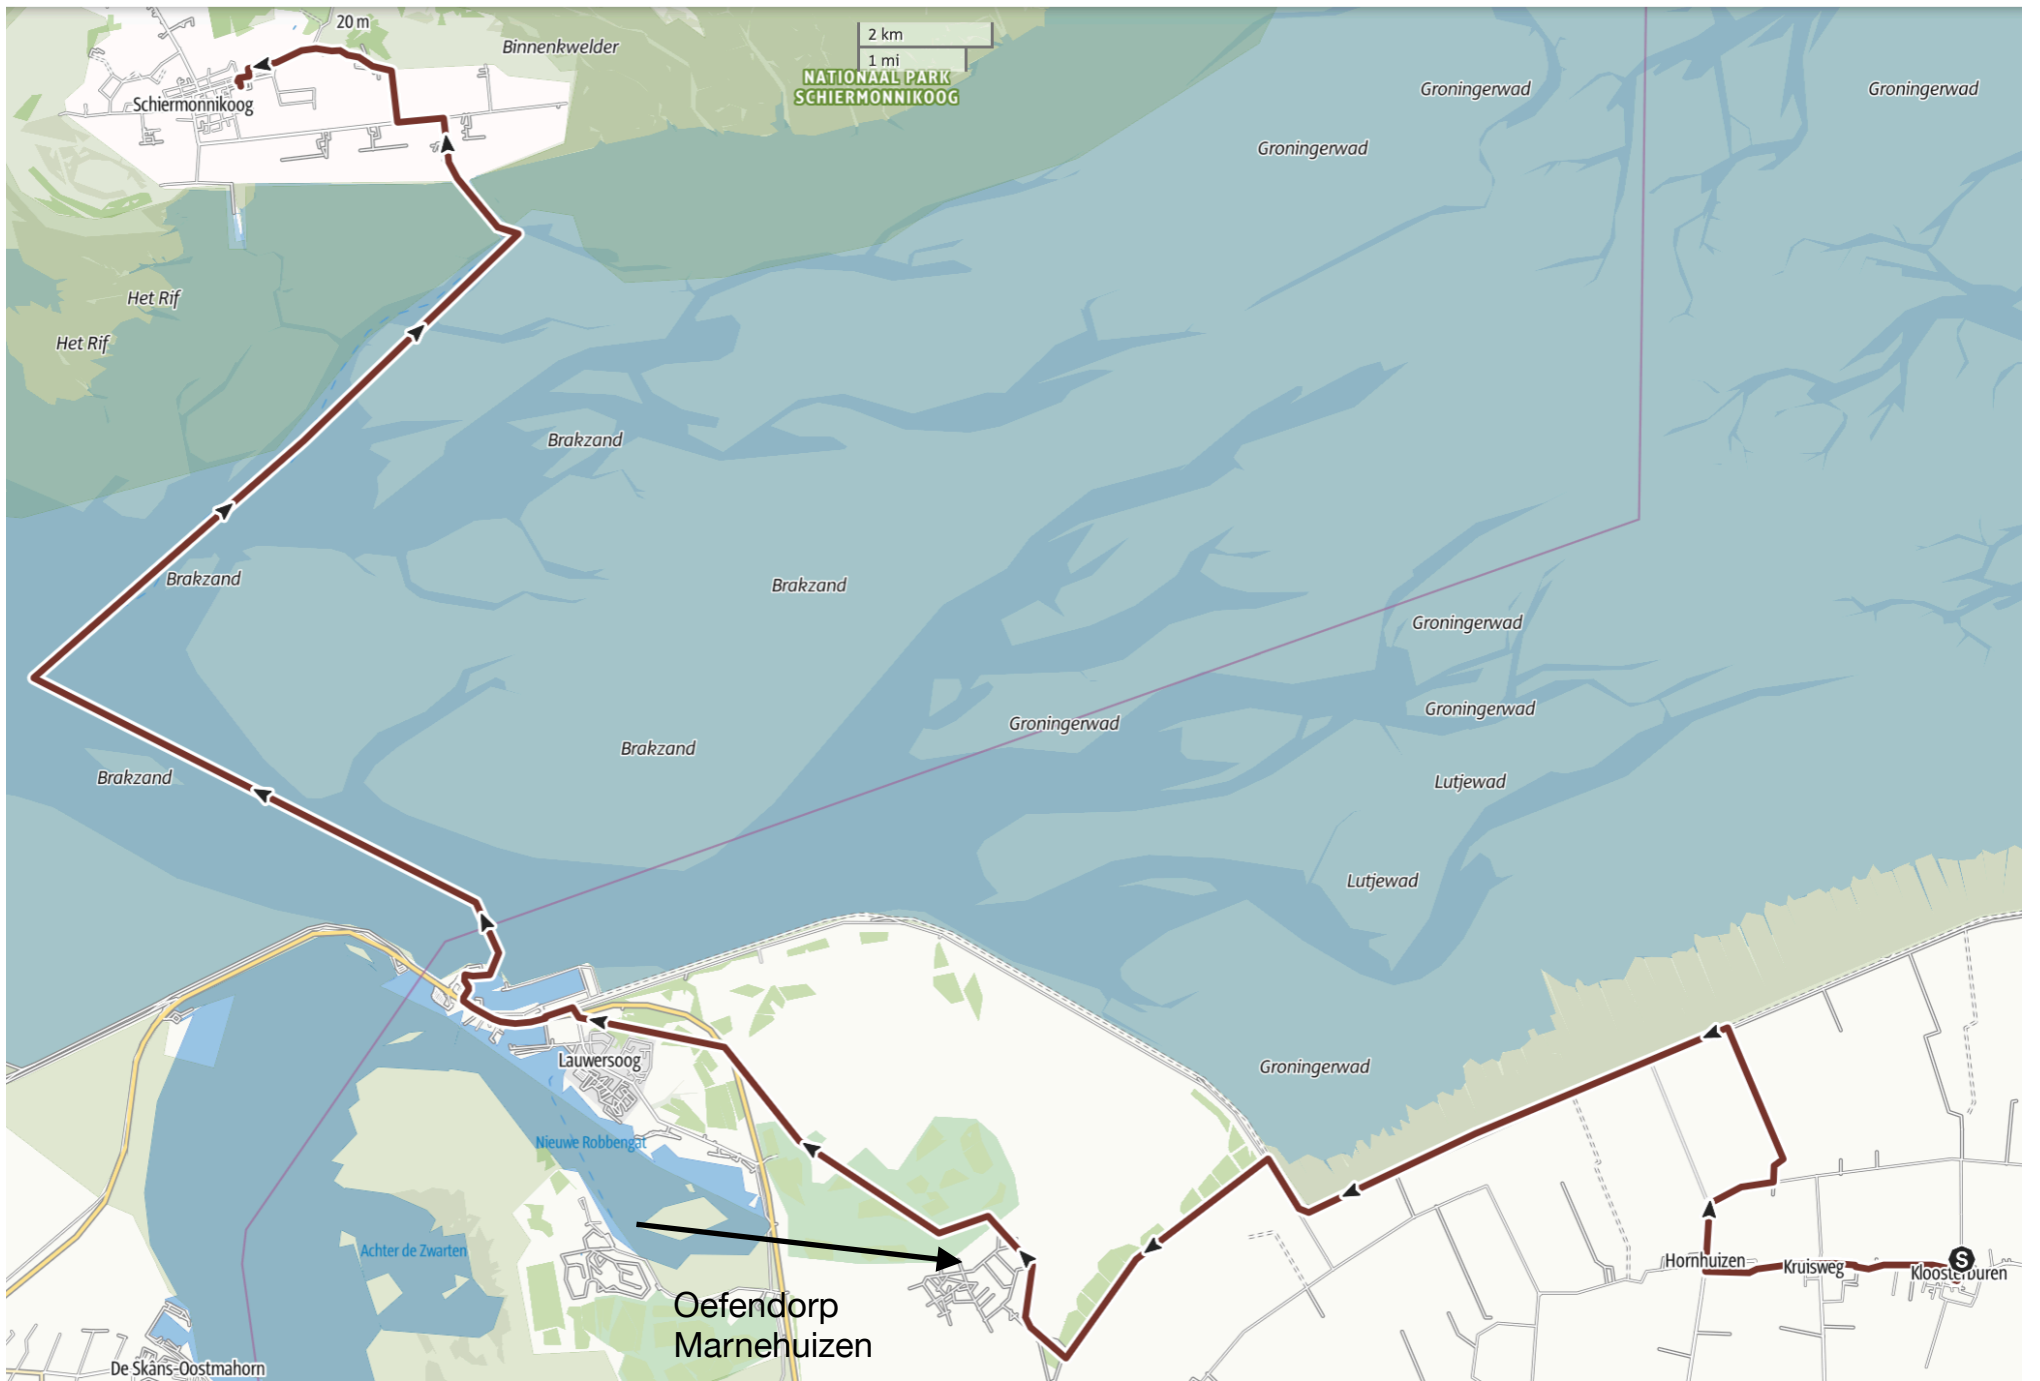 20 m
Binnenkwelder
2 km
1 mi
NATIONAAL PARK
SCHIERMONNIKOOG
Groningerwad
Groningerwad
Schiermonnikoog
Groningerwad
Het Rif
Het Rif
Brakzand
Brakzand
Brakzand
Groningerwad
Groningerwad
Groningerwad
Brakzand
Brakzand
Lutjewad
Lutjewad
Lauwersoog
Groningerwad
Nieuwe Robbengat
Achter de Zwarten
Hornhuizen
Kruisweg
S
Kloosterburen
Oefendorp
Marnehuizen
De Skâns-Oostmahorn